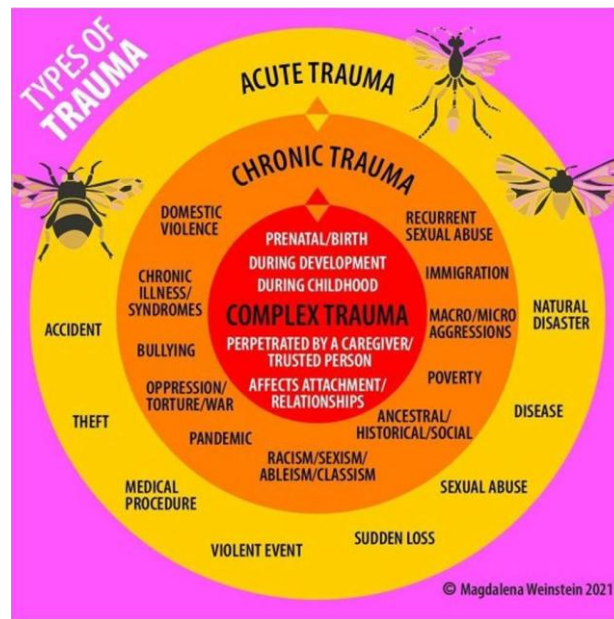 TYPES OF
TRAUMA
ACUTE TRAUMA
CHRONIC TRAUMA
DOMESTIC
VIOLENCE
RECURRENT
SEXUAL ABUSE
PRENATAL/BIRTH
DURING DEVELOPMENT
DURING CHILDHOOD
COMPLEX TRAUMA
PERPETRATED BY A CAREGIVER/
TRUSTED PERSON
AFFECTS ATTACHMENT/
RELATIONSHIPS
CHRONIC
ILLNESS/
SYNDROMES
IMMIGRATION
MACRO/MICRO
AGGRESSIONS
BULLYING
POVERTY
OPPRESSION/
TORTURE/WAR
ANCESTRAL/
HISTORICAL/SOCIAL
PANDEMIC
RACISM/SEXISM/
ABLEISM/CLASSISM
ACCIDENT
NATURAL
DISASTER
THEFT
DISEASE
MEDICAL
PROCEDURE
SEXUAL ABUSE
VIOLENT EVENT
SUDDEN LOSS
© Magdalena Weinstein 2021